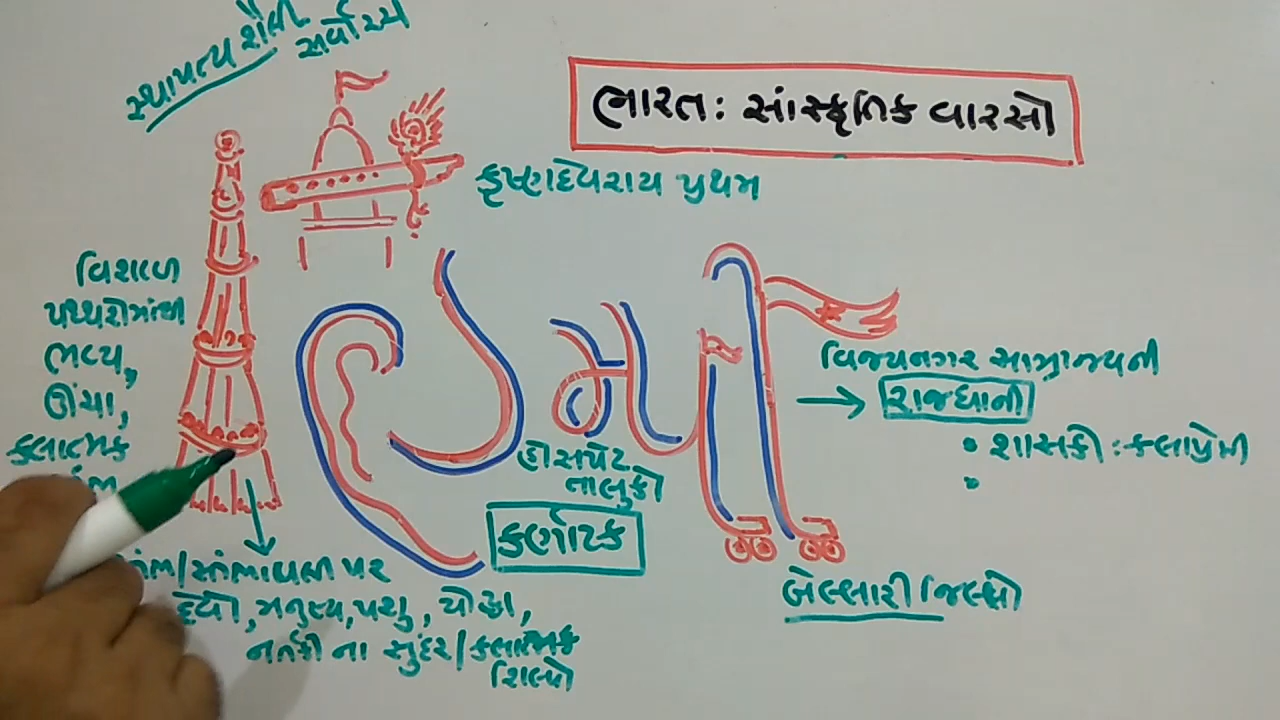 સ્થાપત્ય શૈલી
સર્વોચ્ચ
ભારત: સાંસ્કૃતિક વારસો
કૃષ્ણદેવરાય પ્રથમ
વિશાળ
પથ્થરોમાંથી
ભવ્ય,
ઊંચા,
કલાત્મક
હમ્પી
વિજયનગર સામ્રાજ્યની
રાજધાની
• શાસકો : કલાપ્રેમી
હોસપેટ
તાલુકો
કર્ણાટક
બેલ્લારી જિલ્લો
સ્તંભાવલી પર
દેવો, મનુષ્ય, પશુ, યોદ્ધા,
નર્તકી ના સુંદર/કલાત્મક
શિલ્પો